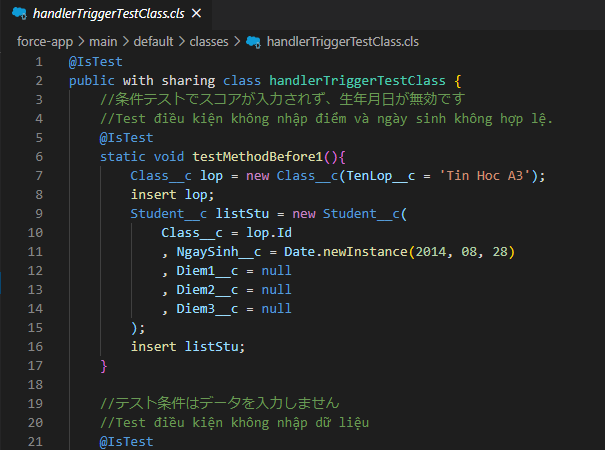 handlerTriggerTestClass.cls ×
force-app > main > default > classes > handlerTriggerTestClass.cls
1 @IsTest
2 public with sharing class handlerTriggerTestClass {
3 //条件テストでスコアが入力されず、生年月日が無効です
4 //Test điều kiện không nhập điểm và ngày sinh không hợp lệ.
5 @IsTest
6 static void testMethodBefore1(){
7 Class__c lop = new Class__c(TenLop__c = 'Tin Hoc A3');
8 insert lop;
9 Student__c listStu = new Student__c(
10 Class__c = lop.Id
11 , NgaySinh__c = Date.newInstance(2014, 08, 28)
12 , Diem1__c = null
13 , Diem2__c = null
14 , Diem3__c = null
15 );
16 insert listStu;
17 }
18
19 //テスト条件はデータを入力しません
20 //Test điều kiện không nhập dữ liệu
21 @IsTest